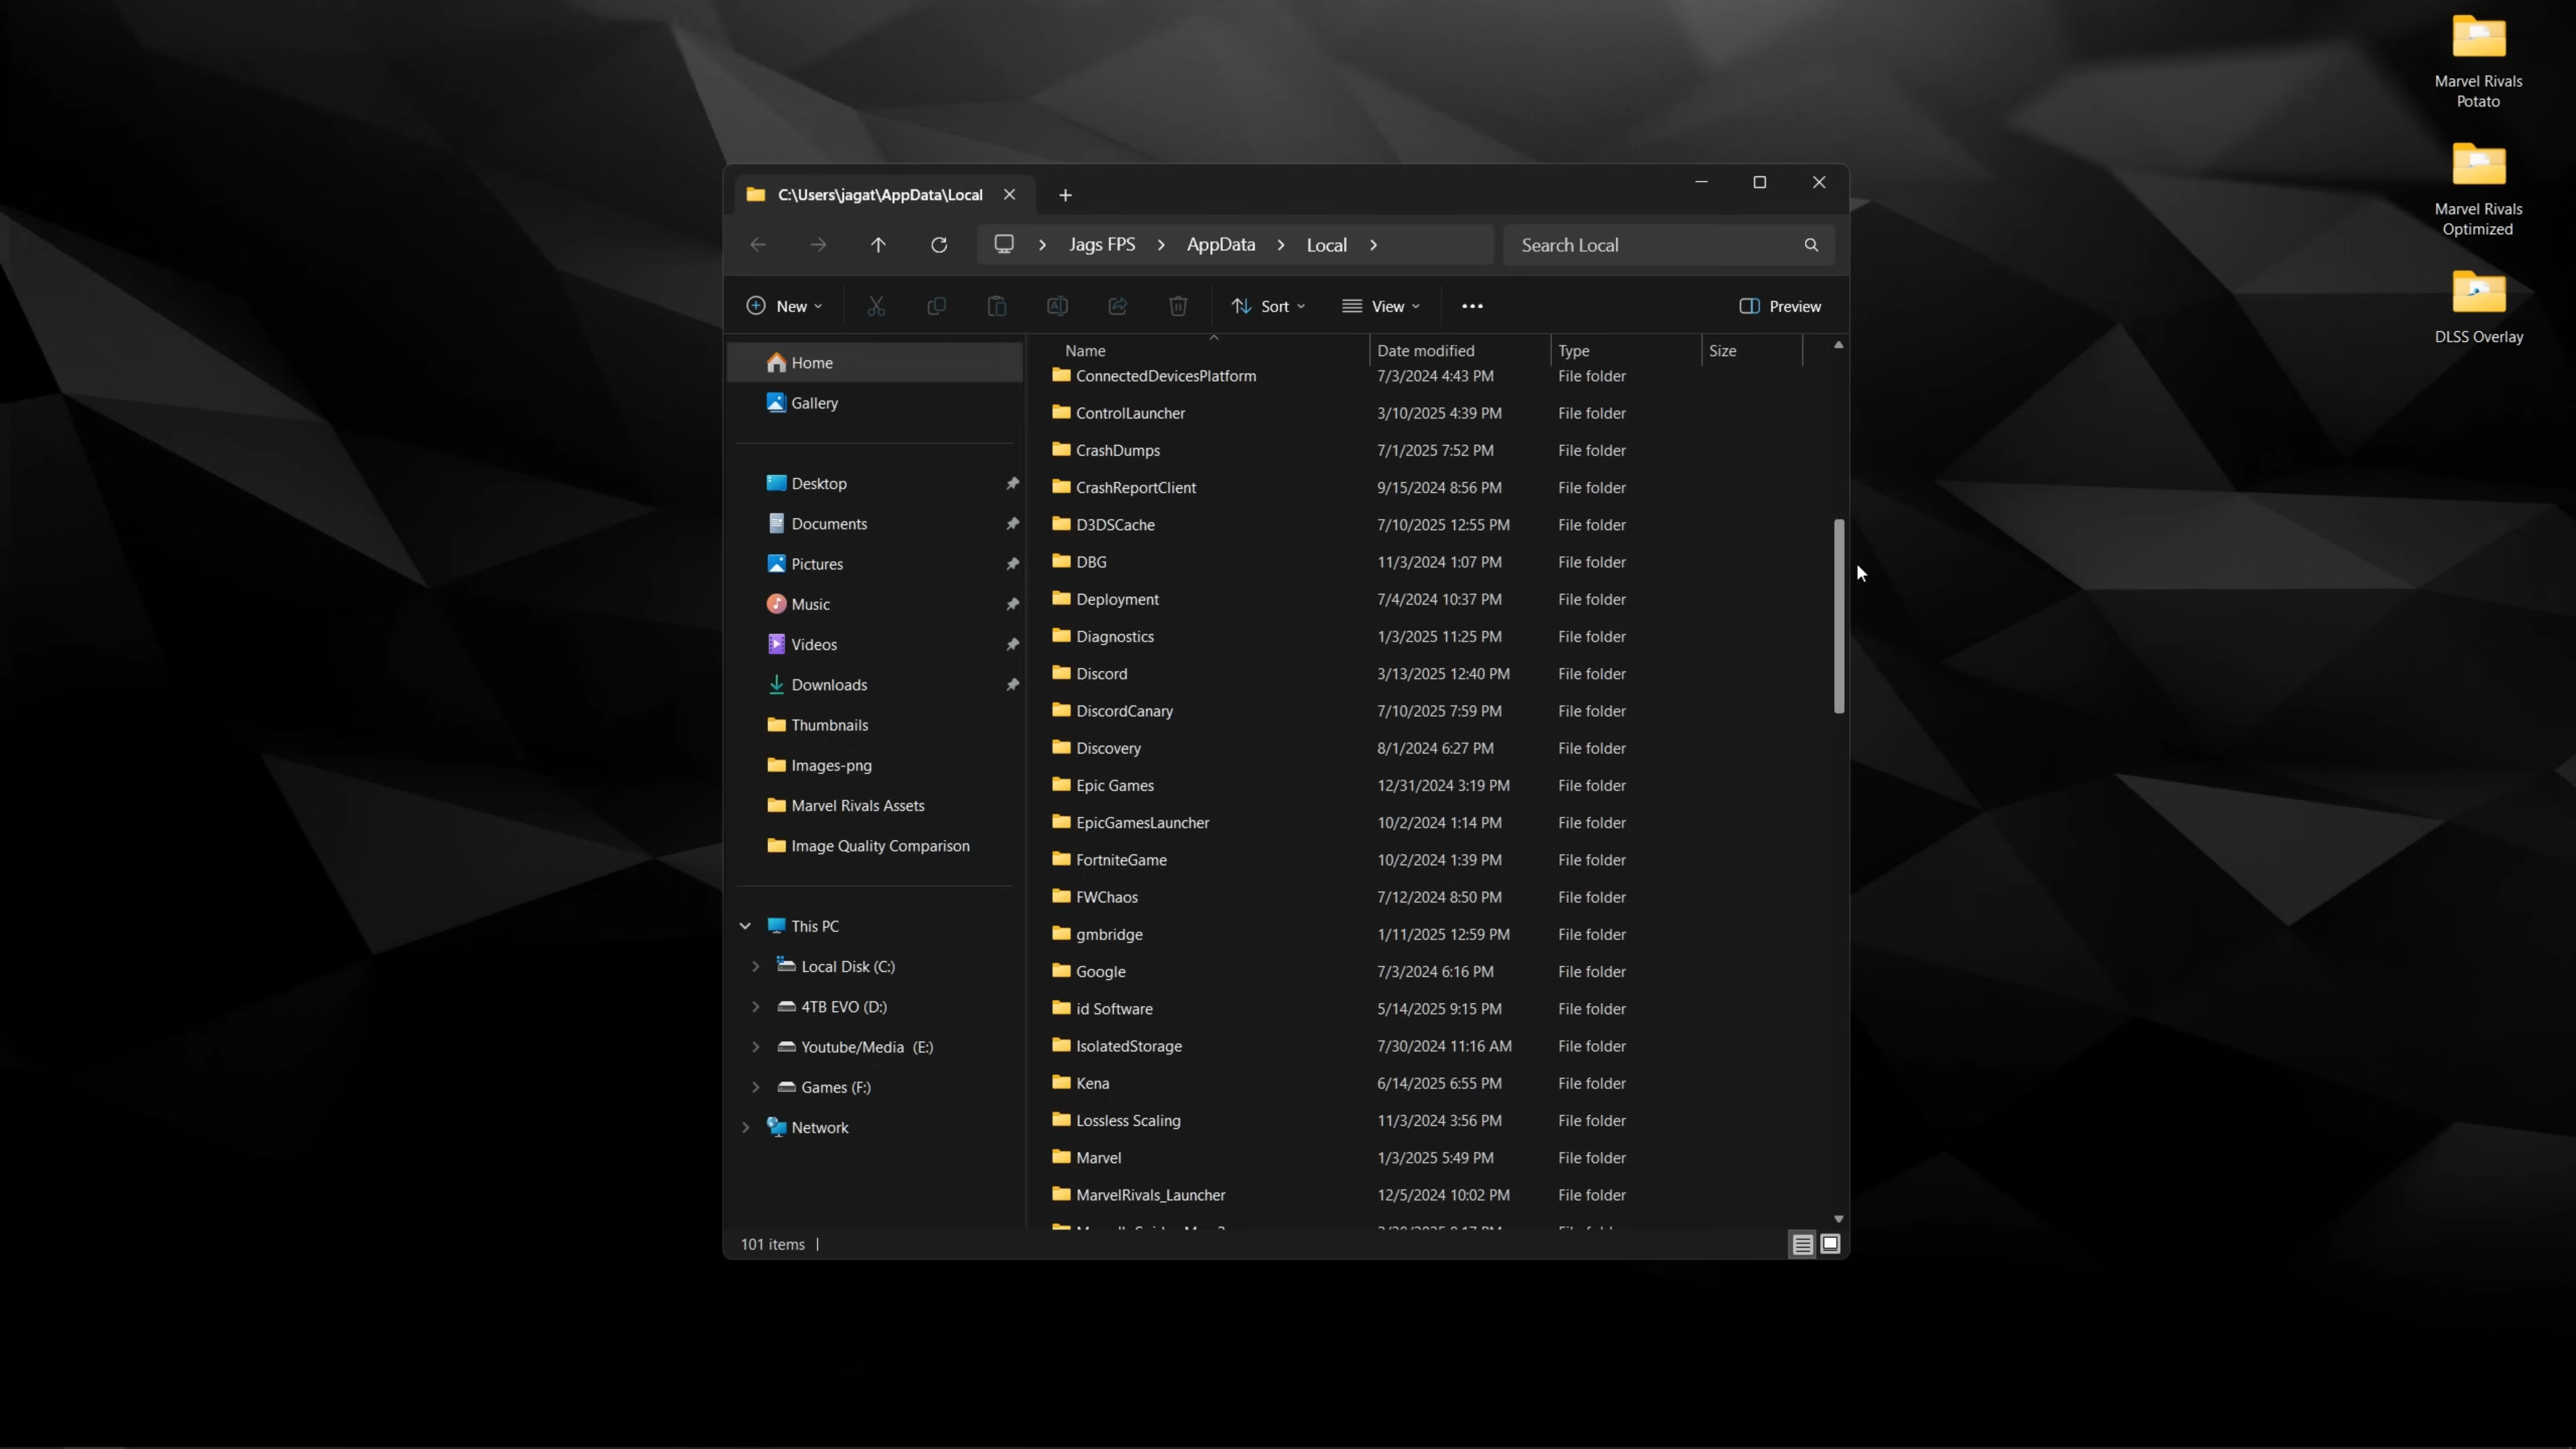 Marvel Rivals
Potato
Marvel Rivals
Optimized
DLSS Overlay
C:\Users\jagat\AppData\Local
Jags FPS
AppData
Local
Search Local
New
Sort
View
Preview
Name Date modified Type Size
Home
Gallery
Desktop
Documents
Pictures
Music
Videos
Downloads
Thumbnails
Images-png
Marvel Rivals Assets
Image Quality Comparison
This PC
Local Disk (C:)
4TB EVO (D:)
Youtube/Media (E:)
Games (F:)
Network
ConnectedDevicesPlatform 7/3/2024 4:43 PM File folder
ControlLauncher 3/10/2025 4:39 PM File folder
CrashDumps 7/1/2025 7:52 PM File folder
CrashReportClient 9/15/2024 8:56 PM File folder
D3DSCache 7/10/2025 12:55 PM File folder
DBG 11/3/2024 1:07 PM File folder
Deployment 7/4/2024 10:37 PM File folder
Diagnostics 1/3/2025 11:25 PM File folder
Discord 3/13/2025 12:40 PM File folder
DiscordCanary 7/10/2025 7:59 PM File folder
Discovery 8/1/2024 6:27 PM File folder
Epic Games 12/31/2024 3:19 PM File folder
EpicGamesLauncher 10/2/2024 1:14 PM File folder
FortniteGame 10/2/2024 1:39 PM File folder
FWChaos 7/12/2024 8:50 PM File folder
gmbridge 1/11/2025 12:59 PM File folder
Google 7/3/2024 6:16 PM File folder
id Software 5/14/2025 9:15 PM File folder
IsolatedStorage 7/30/2024 11:16 AM File folder
Kena 6/14/2025 6:55 PM File folder
Lossless Scaling 11/3/2024 3:56 PM File folder
Marvel 1/3/2025 5:49 PM File folder
MarvelRivals_Launcher 12/5/2024 10:02 PM File folder
101 items